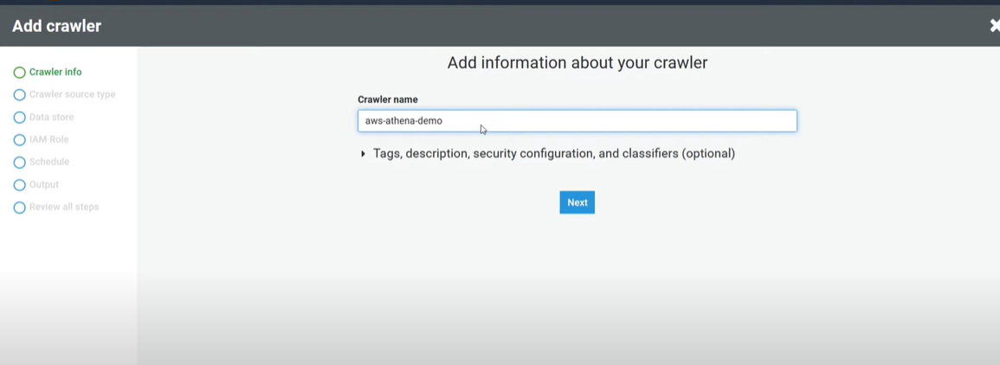 Add crawler
Crawler info
Crawler source type
Data store
IAM Role
Schedule
Output
Review all steps
Add information about your crawler
Crawler name
aws-athena-demo
Tags, description, security configuration, and classifiers (optional)
Next